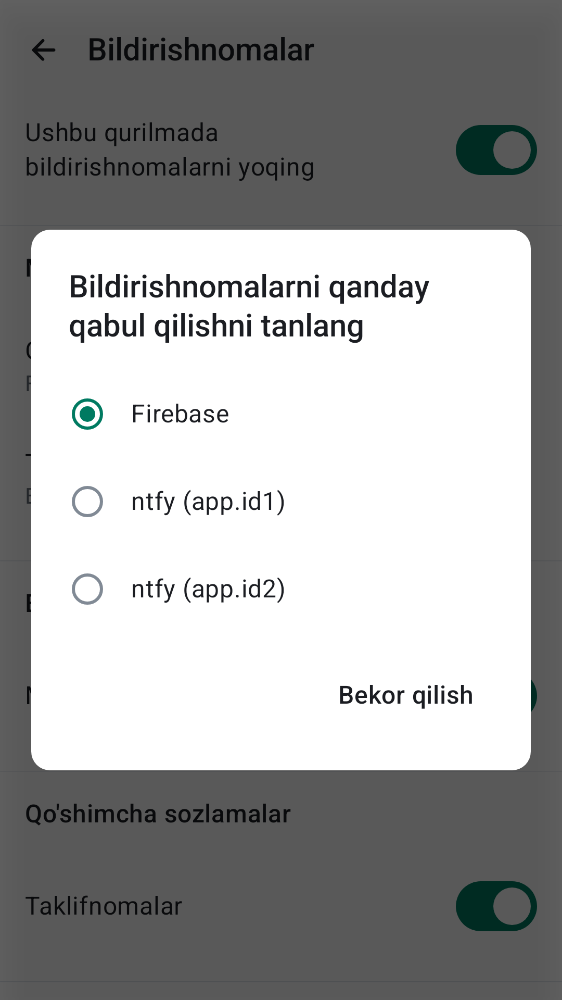 Bildirishnomalar
Ushbu qurilmada
bildirishnomalarni yoqing
Bildirishnomalarni qanday
qabul qilishni tanlang
Firebase
ntfy (app.id1)
ntfy (app.id2)
Bekor qilish
Qo'shimcha sozlamalar
Taklifnomalar